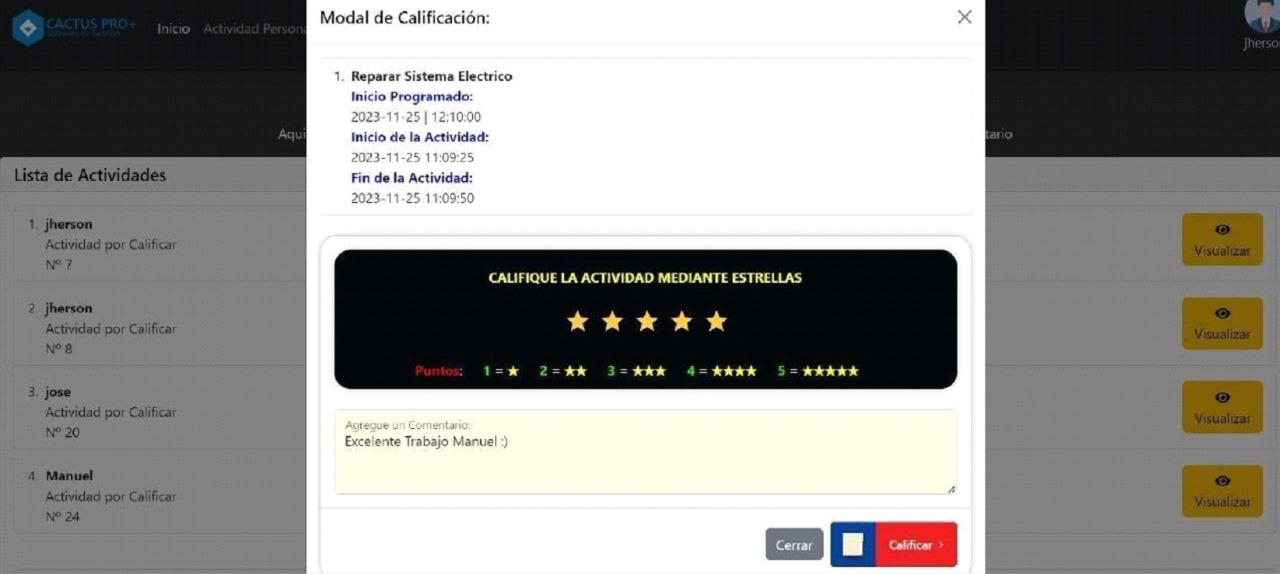 CACTUS PRO+
Software de Gestión
Inicio
Actividad Persona
Jherso
Aqui
tario
Lista de Actividades
1. jherson
Actividad por Calificar
Nº 7
Visualizar
2. jherson
Actividad por Calificar
Nº 8
Visualizar
3. jose
Actividad por Calificar
Nº 20
Visualizar
4. Manuel
Actividad por Calificar
Nº 24
Visualizar
Modal de Calificación:
1. Reparar Sistema Electrico
Inicio Programado:
2023-11-25 | 12:10:00
Inicio de la Actividad:
2023-11-25 11:09:25
Fin de la Actividad:
2023-11-25 11:09:50
CALIFIQUE LA ACTIVIDAD MEDIANTE ESTRELLAS
★ ★ ★ ★ ★
Puntos: 1 = ★ 2 = ★★ 3 = ★★★ 4 = ★★★★ 5 = ★★★★★
Agregue un Comentario:
Excelente Trabajo Manuel :)
Cerrar
Calificar >